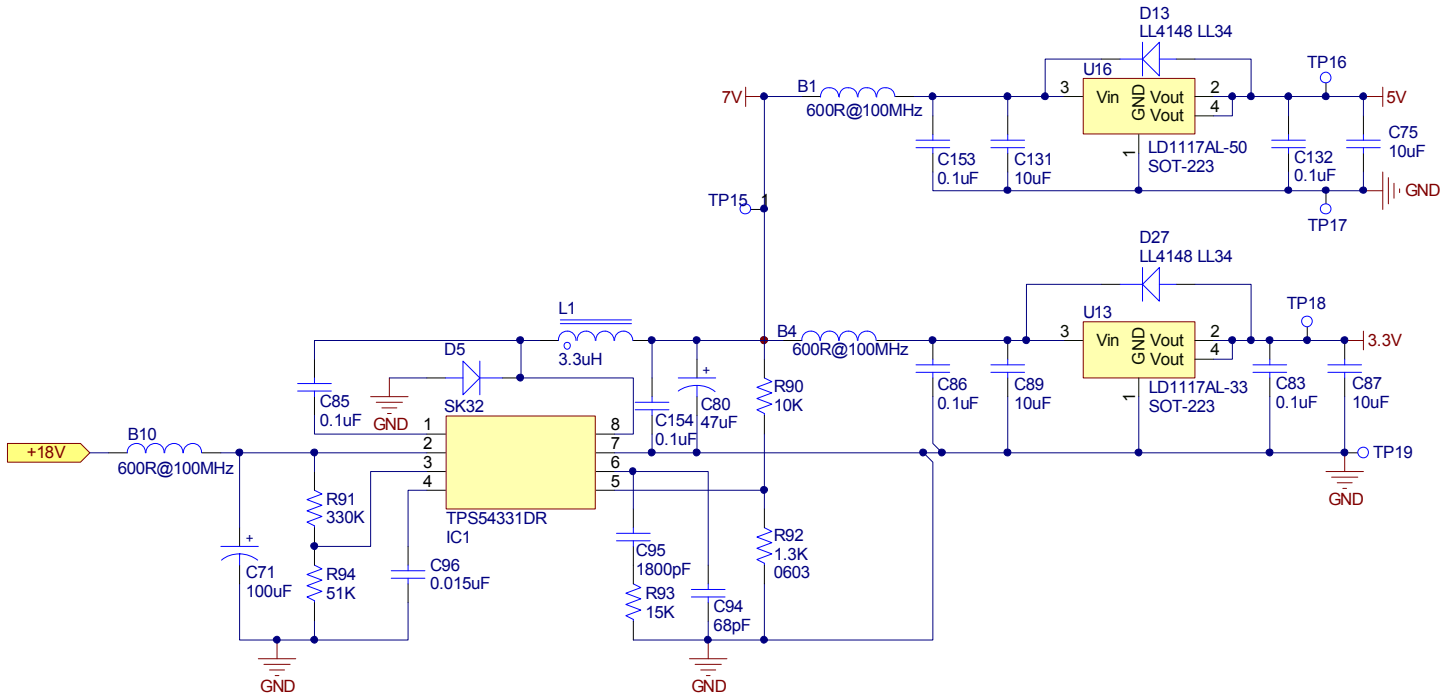 D13
LL4148 LL34
U16
TP16
7V
B1
600R@100MHz
3
Vin
GND
Vout
Vout
2
4
1
5V
C153
0.1uF
C131
10uF
LD1117AL-50
SOT-223
C132
0.1uF
C75
10uF
GND
TP17
TP15
1
D27
LL4148 LL34
U13
TP18
B4
600R@100MHz
3
Vin
GND
Vout
Vout
2
4
1
3.3V
C86
0.1uF
C89
10uF
LD1117AL-33
SOT-223
C83
0.1uF
C87
10uF
TP19
GND
L1
3.3uH
D5
SK32
GND
C85
0.1uF
C154
0.1uF
+
C80
47uF
R90
10K
+18V
B10
600R@100MHz
1
2
3
4
8
7
6
5
TPS54331DR
IC1
R91
330K
R94
51K
+
C71
100uF
C96
0.015uF
C95
1800pF
R93
15K
C94
68pF
R92
1.3K
0603
GND
GND